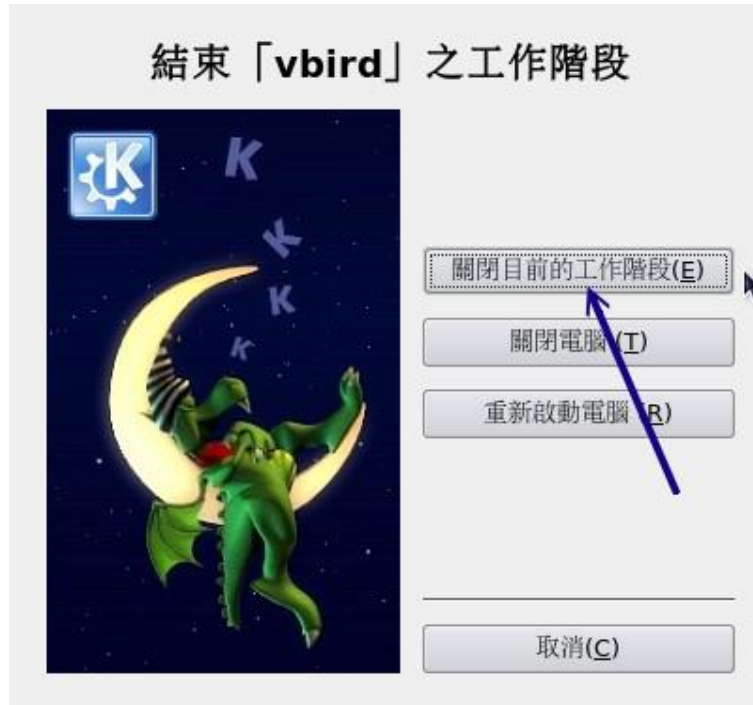 結束「vbird」之工作階段
K
K
K
K
K
關閉目前的工作階段(E)
關閉電腦 (T)
重新啟動電腦 (R)
取消(C)